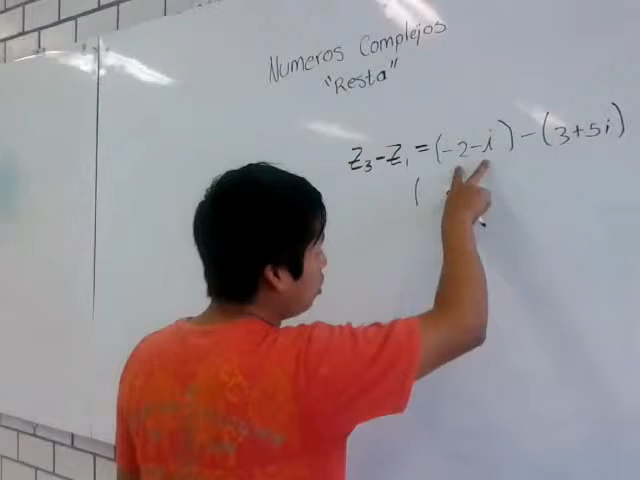 Numeros Complejos
"Resta"
Z₃-Z₁ = (-2-i) - (3+5i)
(